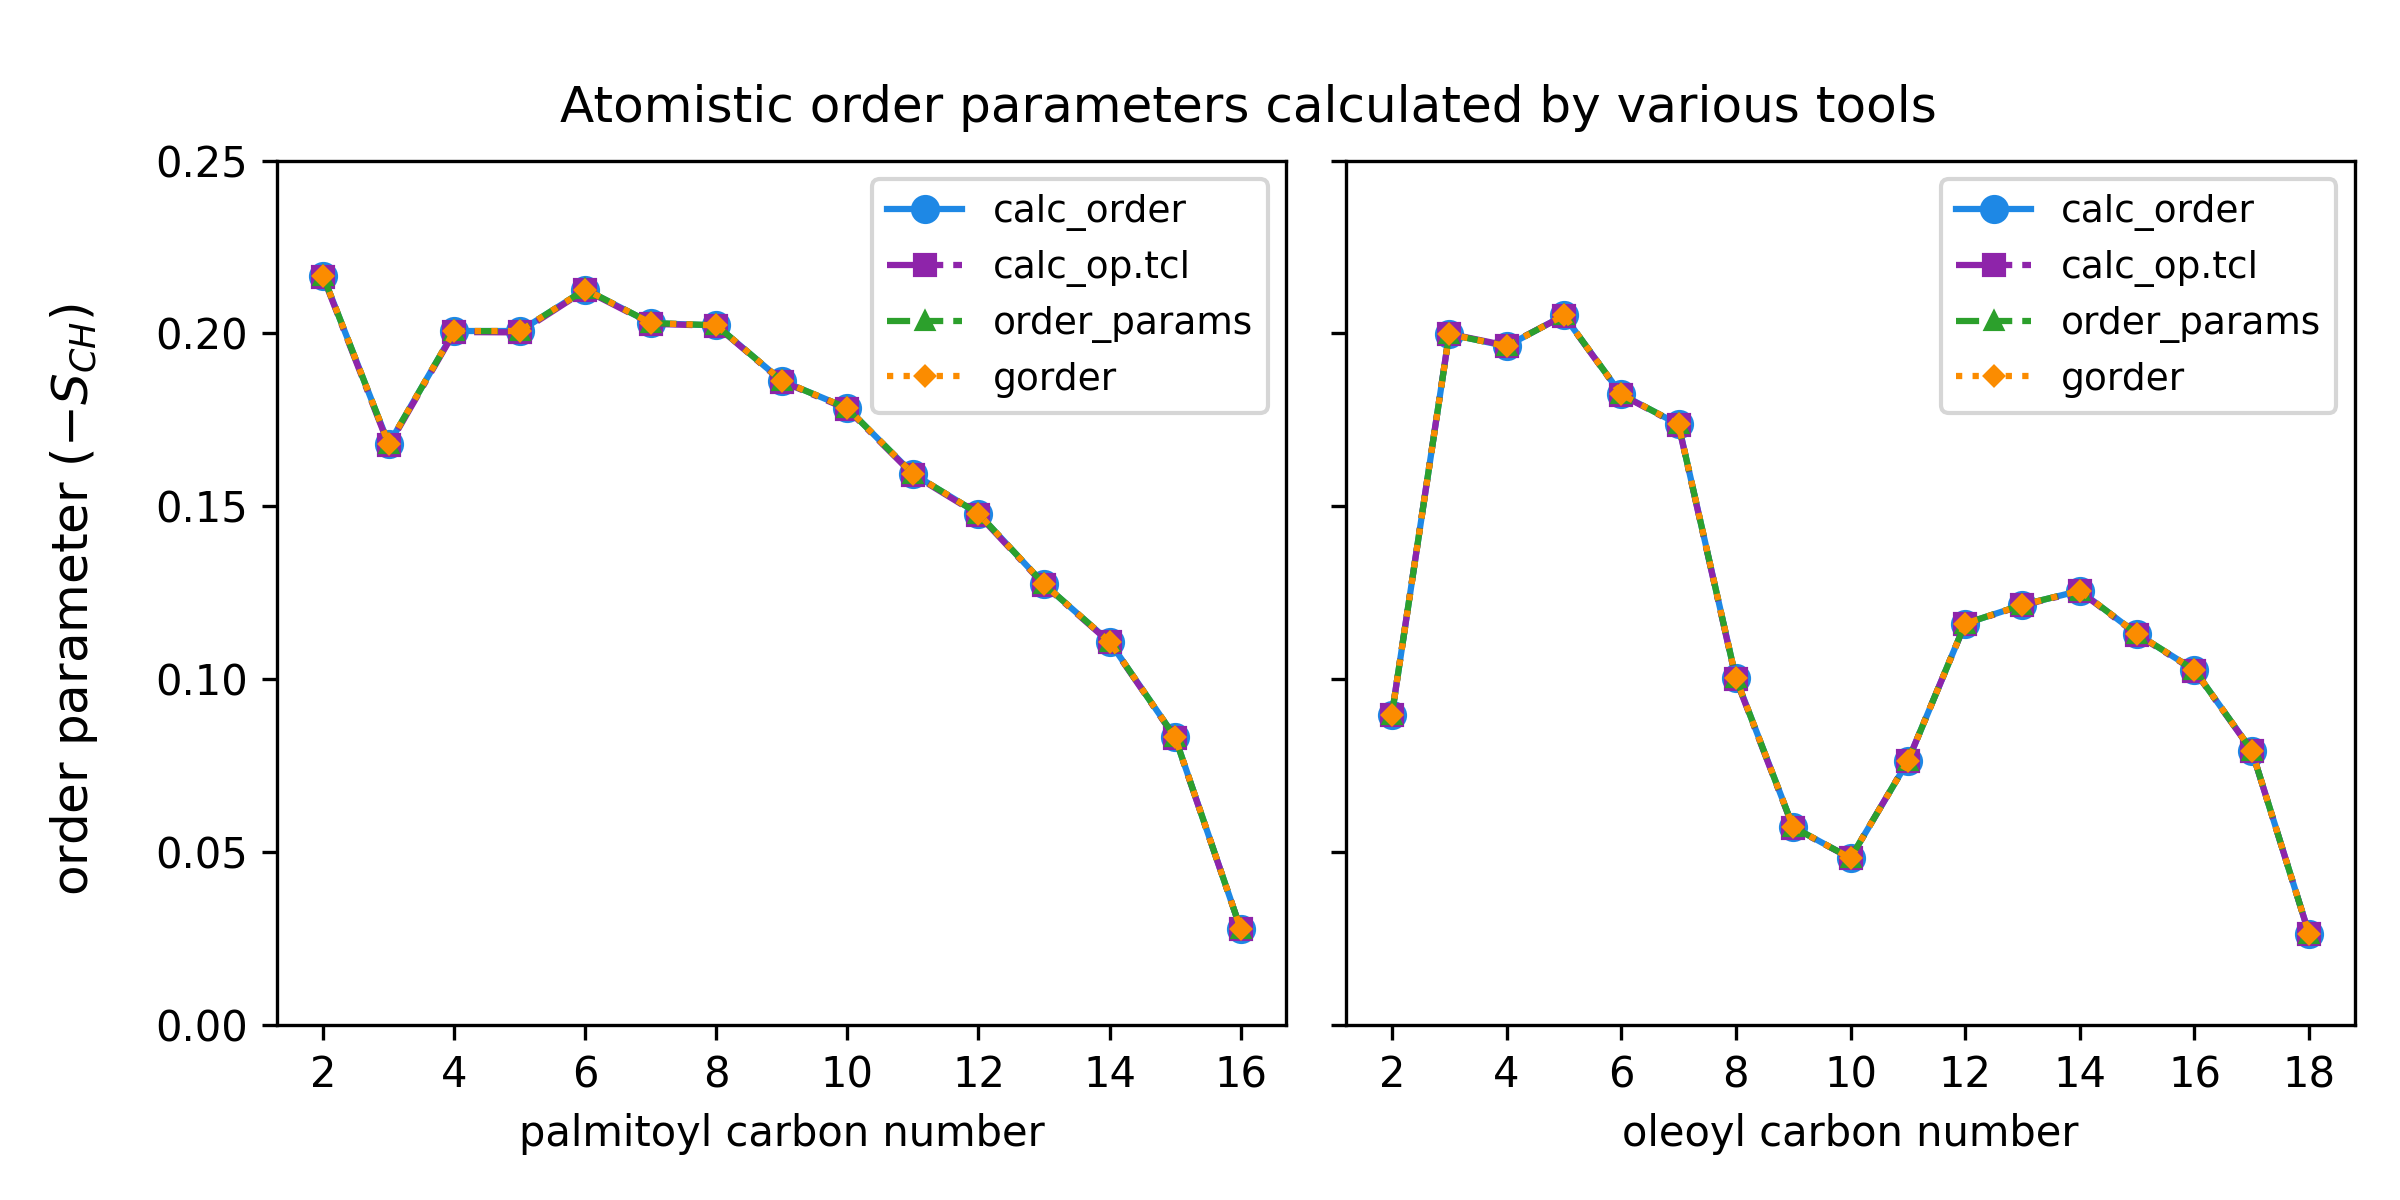 Atomistic order parameters calculated by various tools
order parameter (−S_CH)
0.25
0.20
0.15
0.10
0.05
0.00
calc_order
calc_op.tcl
order_params
gorder
2 4 6 8 10 12 14 16
palmitoyl carbon number
calc_order
calc_op.tcl
order_params
gorder
2 4 6 8 10 12 14 16 18
oleoyl carbon number